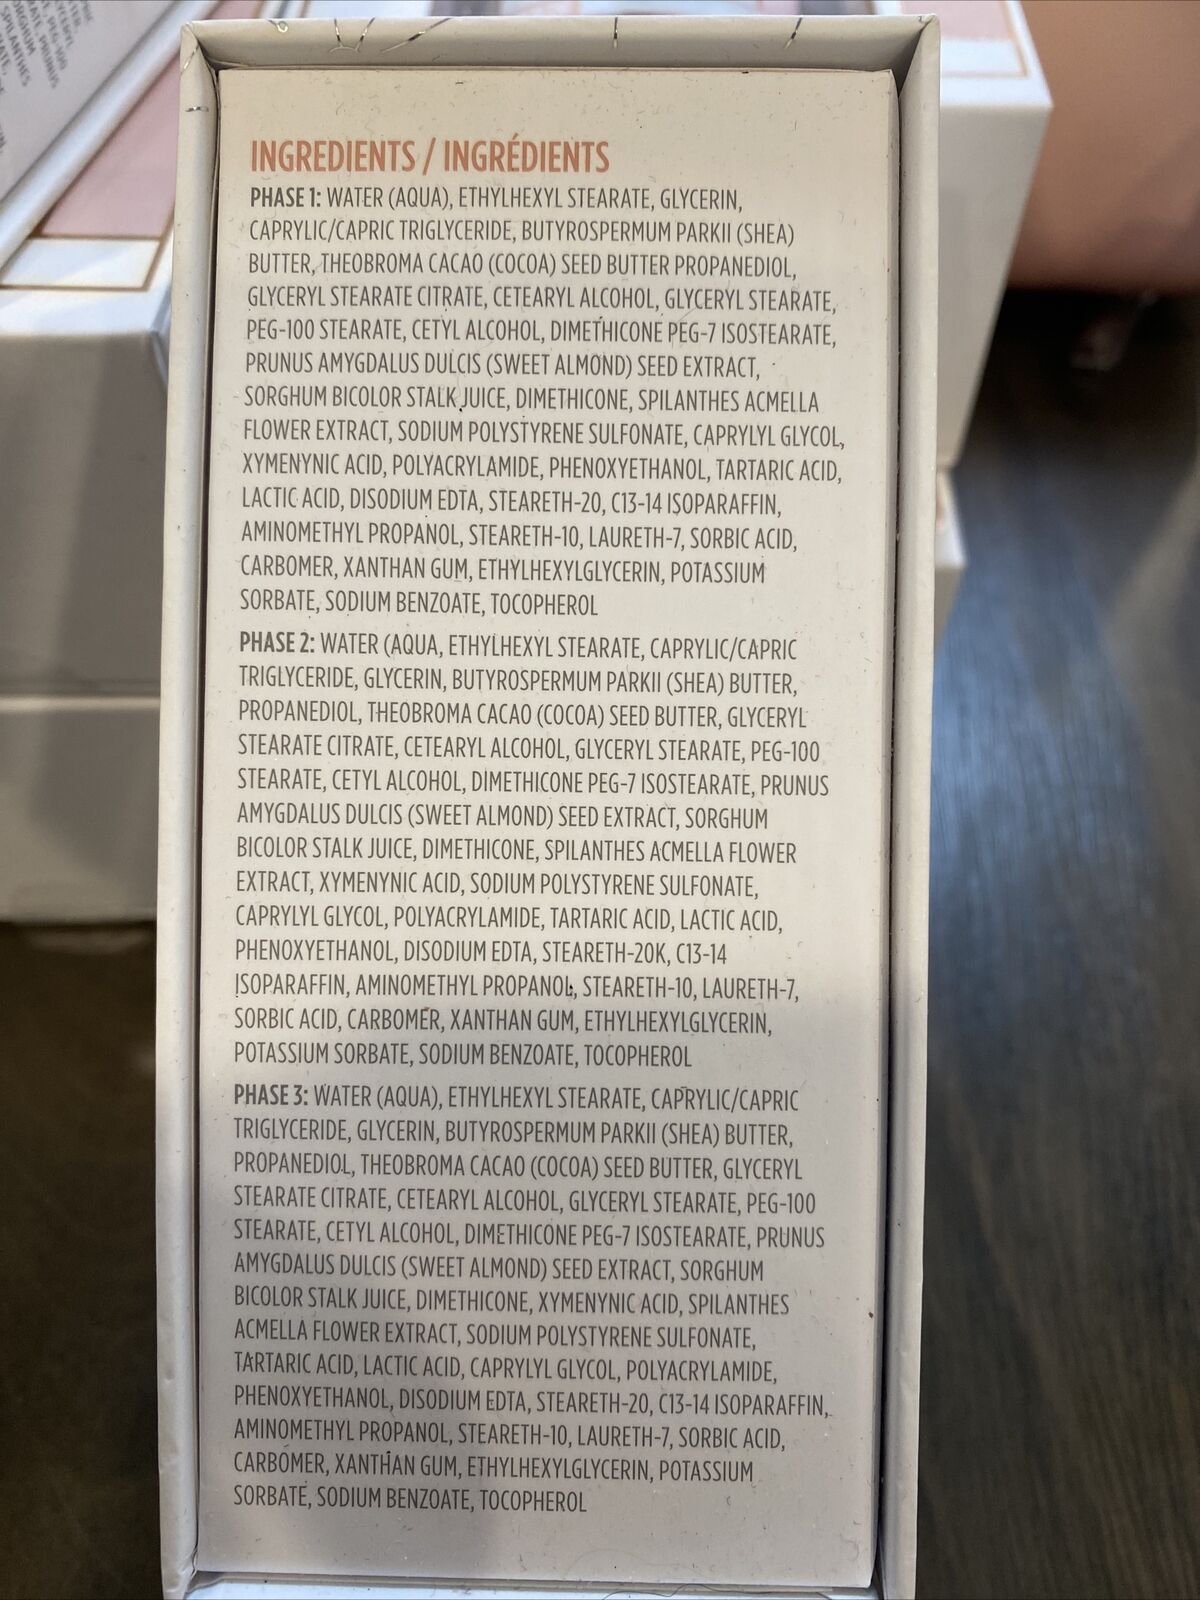 INGREDIENTS / INGRÉDIENTS
PHASE 1: WATER (AQUA), ETHYLHEXYL STEARATE, GLYCERIN,
CAPRYLIC/CAPRIC TRIGLYCERIDE, BUTYROSPERMUM PARKII (SHEA)
BUTTER, THEOBROMA CACAO (COCOA) SEED BUTTER PROPANEDIOL,
GLYCERYL STEARATE CITRATE, CETEARYL ALCOHOL, GLYCERYL STEARATE,
PEG-100 STEARATE, CETYL ALCOHOL, DIMETHICONE PEG-7 ISOSTEARATE,
PRUNUS AMYGDALUS DULCIS (SWEET ALMOND) SEED EXTRACT,
SORGHUM BICOLOR STALK JUICE, DIMETHICONE, SPILANTHES ACMELLA
FLOWER EXTRACT, SODIUM POLYSTYRENE SULFONATE, CAPRYLYL GLYCOL,
XYMENYNIC ACID, POLYACRYLAMIDE, PHENOXYETHANOL, TARTARIC ACID,
LACTIC ACID, DISODIUM EDTA, STEARETH-20, C13-14 ISOPARAFFIN,
AMINOMETHYL PROPANOL, STEARETH-10, LAURETH-7, SORBIC ACID,
CARBOMER, XANTHAN GUM, ETHYLHEXYLGLYCERIN, POTASSIUM
SORBATE, SODIUM BENZOATE, TOCOPHEROL
PHASE 2: WATER (AQUA, ETHYLHEXYL STEARATE, CAPRYLIC/CAPRIC
TRIGLYCERIDE, GLYCERIN, BUTYROSPERMUM PARKII (SHEA) BUTTER,
PROPANEDIOL, THEOBROMA CACAO (COCOA) SEED BUTTER, GLYCERYL
STEARATE CITRATE, CETEARYL ALCOHOL, GLYCERYL STEARATE, PEG-100
STEARATE, CETYL ALCOHOL, DIMETHICONE PEG-7 ISOSTEARATE, PRUNUS
AMYGDALUS DULCIS (SWEET ALMOND) SEED EXTRACT, SORGHUM
BICOLOR STALK JUICE, DIMETHICONE, SPILANTHES ACMELLA FLOWER
EXTRACT, XYMENYNIC ACID, SODIUM POLYSTYRENE SULFONATE,
CAPRYLYL GLYCOL, POLYACRYLAMIDE, TARTARIC ACID, LACTIC ACID,
PHENOXYETHANOL, DISODIUM EDTA, STEARETH-20K, C13-14
ISOPARAFFIN, AMINOMETHYL PROPANOL, STEARETH-10, LAURETH-7,
SORBIC ACID, CARBOMER, XANTHAN GUM, ETHYLHEXYLGLYCERIN,
POTASSIUM SORBATE, SODIUM BENZOATE, TOCOPHEROL
PHASE 3: WATER (AQUA), ETHYLHEXYL STEARATE, CAPRYLIC/CAPRIC
TRIGLYCERIDE, GLYCERIN, BUTYROSPERMUM PARKII (SHEA) BUTTER,
PROPANEDIOL, THEOBROMA CACAO (COCOA) SEED BUTTER, GLYCERYL
STEARATE CITRATE, CETEARYL ALCOHOL, GLYCERYL STEARATE, PEG-100
STEARATE, CETYL ALCOHOL, DIMETHICONE PEG-7 ISOSTEARATE, PRUNUS
AMYGDALUS DULCIS (SWEET ALMOND) SEED EXTRACT, SORGHUM
BICOLOR STALK JUICE, DIMETHICONE, XYMENYNIC ACID, SPILANTHES
ACMELLA FLOWER EXTRACT, SODIUM POLYSTYRENE SULFONATE,
TARTARIC ACID, LACTIC ACID, CAPRYLYL GLYCOL, POLYACRYLAMIDE,
PHENOXYETHANOL, DISODIUM EDTA, STEARETH-20, C13-14 ISOPARAFFIN,
AMINOMETHYL PROPANOL, STEARETH-10, LAURETH-7, SORBIC ACID,
CARBOMER, XANTHAN GUM, ETHYLHEXYLGLYCERIN, POTASSIUM
SORBATE, SODIUM BENZOATE, TOCOPHEROL